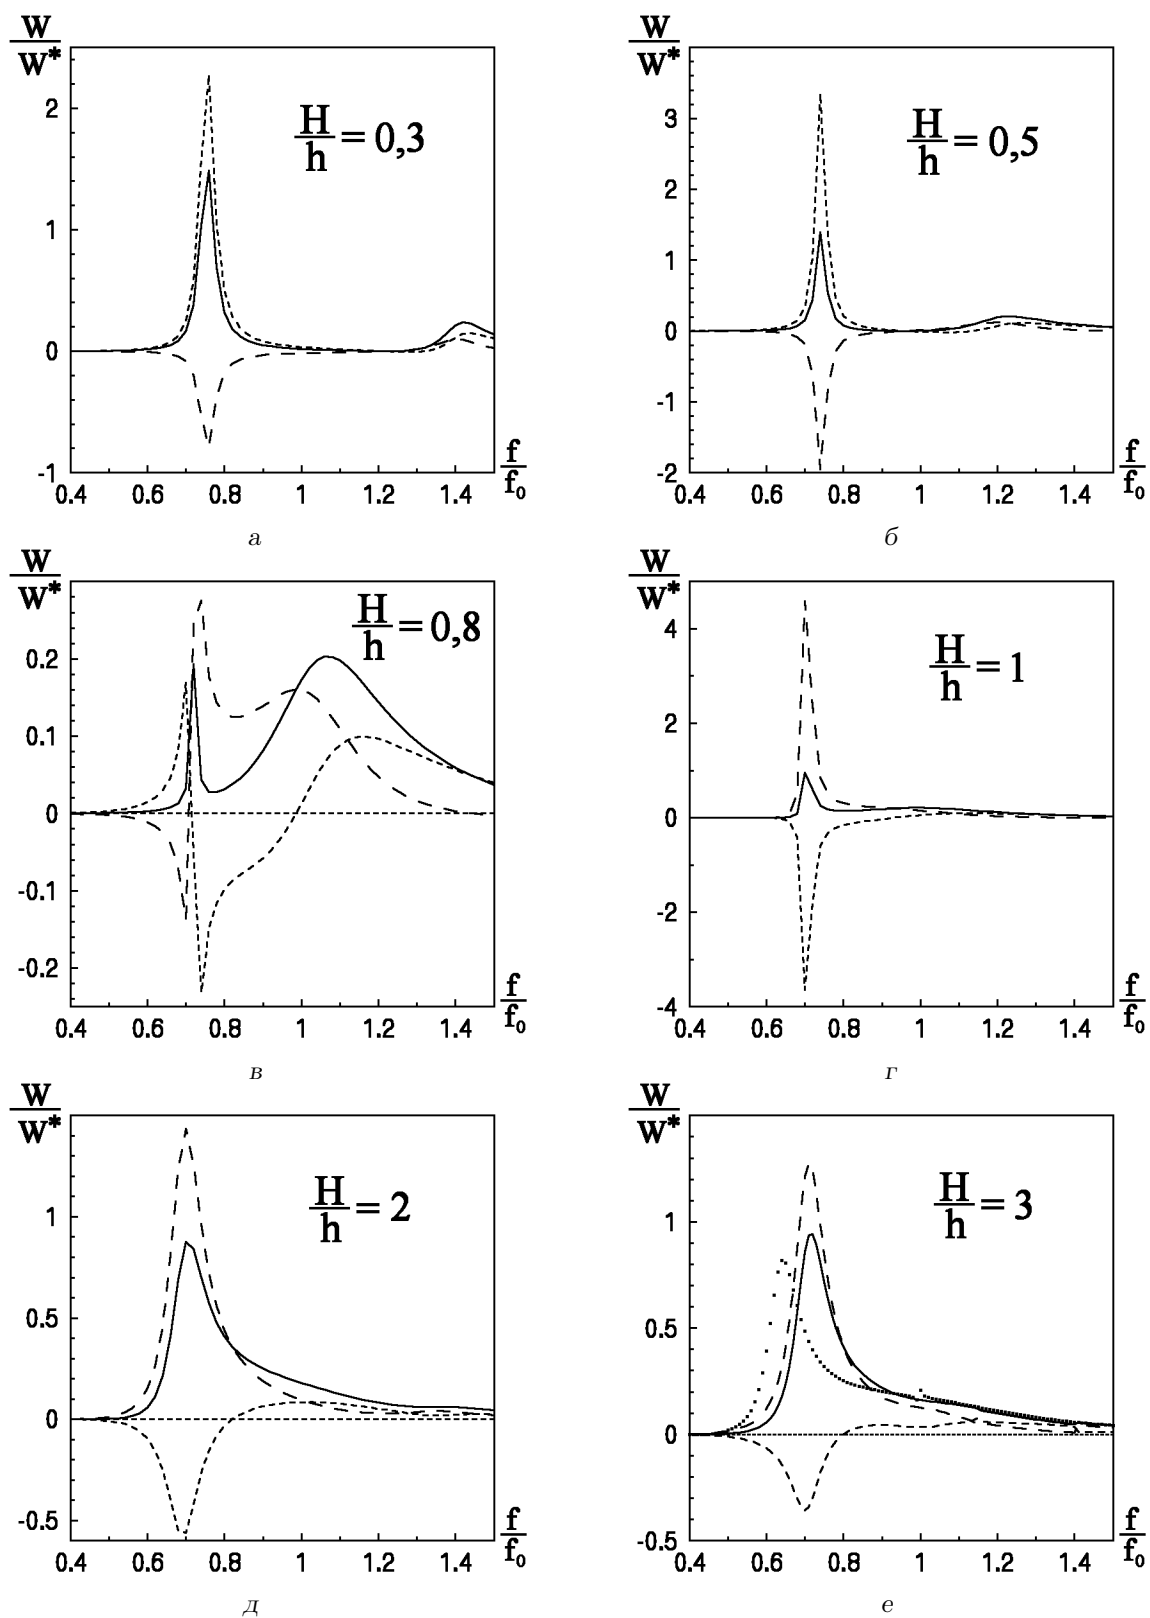 W/W*
2
1
0
-1
0.4 0.6 0.8 1 1.2 1.4
f/f₀
H/h = 0,3
а
W/W*
3
2
1
0
-1
-2
0.4 0.6 0.8 1 1.2 1.4
f/f₀
H/h = 0,5
б
W/W*
0.2
0.1
0
-0.1
-0.2
0.4 0.6 0.8 1 1.2 1.4
f/f₀
H/h = 0,8
в
W/W*
4
2
0
-2
-4
0.4 0.6 0.8 1 1.2 1.4
f/f₀
H/h = 1
г
W/W*
1
0.5
0
-0.5
0.4 0.6 0.8 1 1.2 1.4
f/f₀
H/h = 2
д
W/W*
1
0.5
0
-0.5
0.4 0.6 0.8 1 1.2 1.4
f/f₀
H/h = 3
е